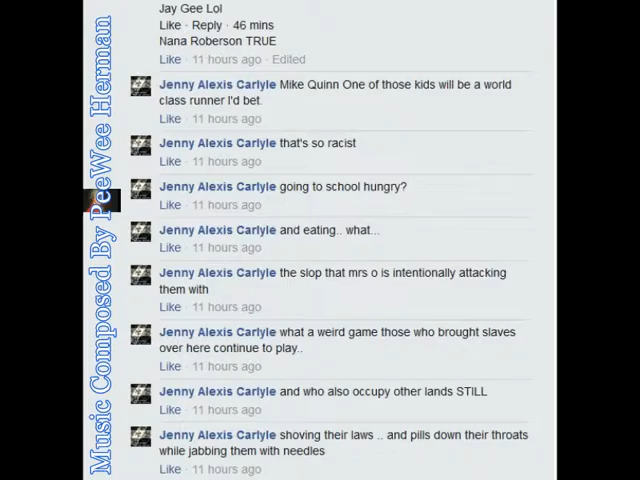 Jay Gee Lol
Like · Reply · 46 mins
Nana Roberson TRUE
Like · 11 hours ago · Edited
Jenny Alexis Carlyle Mike Quinn One of those kids will be a world
class runner I'd bet.
Like · 11 hours ago
Jenny Alexis Carlyle that's so racist
Like · 11 hours ago
Jenny Alexis Carlyle going to school hungry?
Like · 11 hours ago
Jenny Alexis Carlyle and eating.. what...
Like · 11 hours ago
Jenny Alexis Carlyle the slop that mrs o is intentionally attacking
them with
Like · 11 hours ago
Jenny Alexis Carlyle what a weird game those who brought slaves
over here continue to play..
Like · 11 hours ago
Jenny Alexis Carlyle and who also occupy other lands STILL
Like · 11 hours ago
Jenny Alexis Carlyle shoving their laws .. and pills down their throats
while jabbing them with needles
Like · 11 hours ago
Music Composed By PeeWee Herman